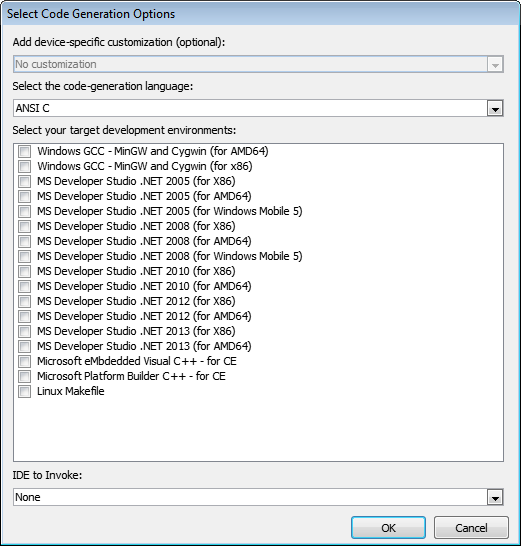 Select Code Generation Options
Add device-specific customization (optional):
No customization
Select the code-generation language:
ANSI C
Select your target development environments:
Windows GCC - MinGW and Cygwin (for AMD64)
Windows GCC - MinGW and Cygwin (for x86)
MS Developer Studio .NET 2005 (for X86)
MS Developer Studio .NET 2005 (for AMD64)
MS Developer Studio .NET 2005 (for Windows Mobile 5)
MS Developer Studio .NET 2008 (for X86)
MS Developer Studio .NET 2008 (for AMD64)
MS Developer Studio .NET 2008 (for Windows Mobile 5)
MS Developer Studio .NET 2010 (for X86)
MS Developer Studio .NET 2010 (for AMD64)
MS Developer Studio .NET 2012 (for X86)
MS Developer Studio .NET 2012 (for AMD64)
MS Developer Studio .NET 2013 (for X86)
MS Developer Studio .NET 2013 (for AMD64)
Microsoft eMbdedded Visual C++ - for CE
Microsoft Platform Builder C++ - for CE
Linux Makefile
IDE to Invoke:
None
OK
Cancel